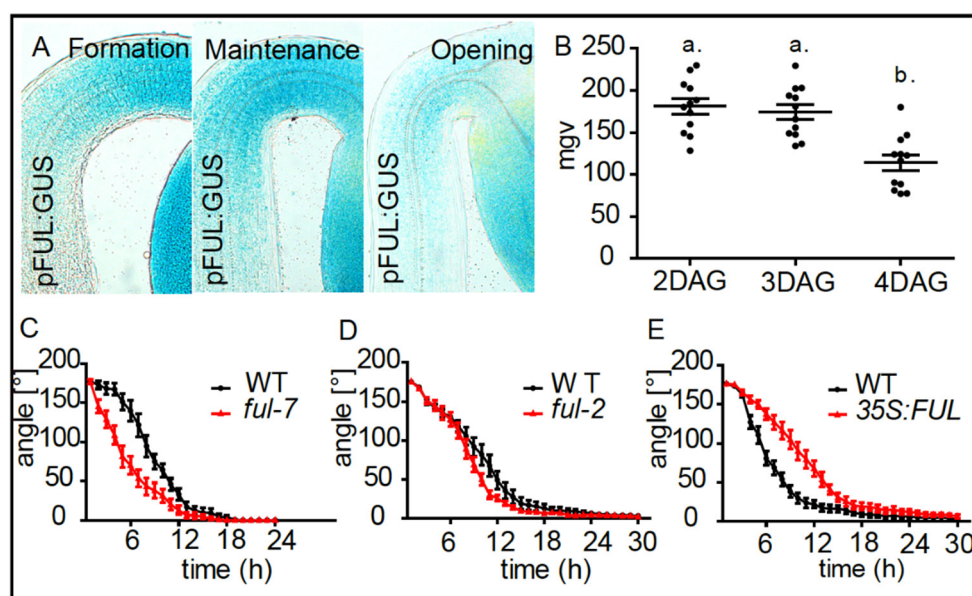 A Formation Maintenance Opening
pFUL:GUS pFUL:GUS pFUL:GUS
B
250
200
150
100
50
0
mgv
a. a. b.
2DAG 3DAG 4DAG
C
200
150
100
50
0
angle [°]
WT
ful-7
6 12 18 24
time (h)
D
200
150
100
50
0
angle [°]
W T
ful-2
6 12 18 24 30
time (h)
E
200
150
100
50
0
angle [°]
WT
35S:FUL
6 12 18 24 30
time (h)